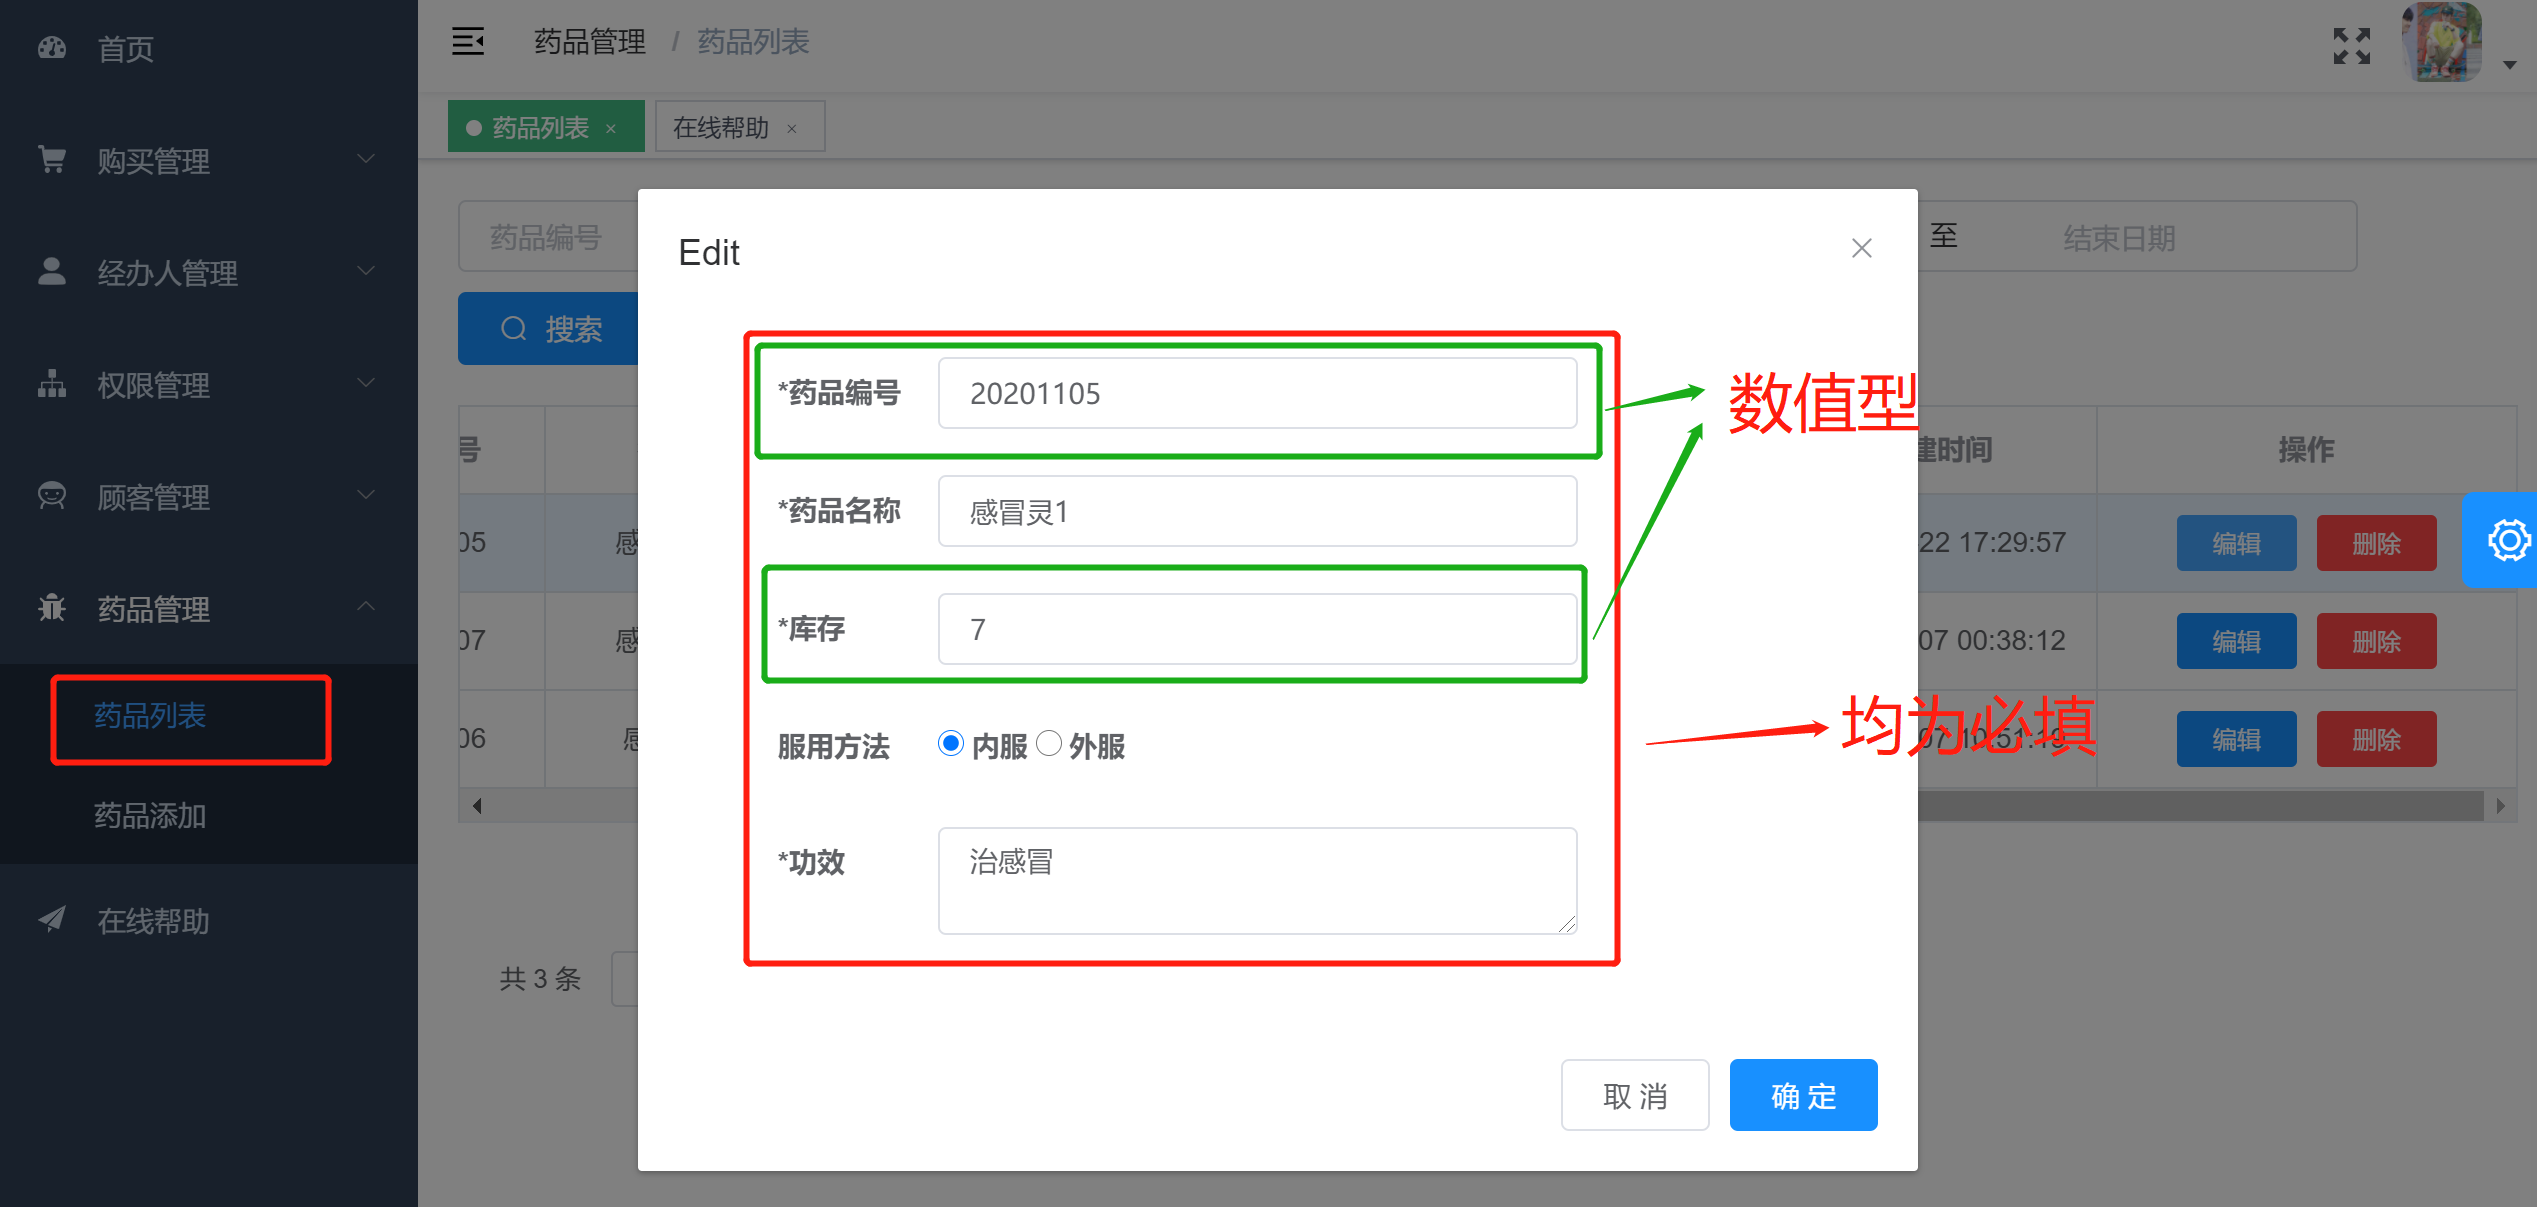 首页
购买管理
经办人管理
权限管理
顾客管理
药品管理
药品列表
药品添加
在线帮助
药品管理 / 药品列表
药品列表 ×
在线帮助 ×
药品编号
至
结束日期
搜索
号
建时间
操作
05
感
22 17:29:57
编辑
删除
07
感
07 00:38:12
编辑
删除
06
感
07 10:51:19
编辑
删除
共 3 条
Edit
*药品编号
20201105
*药品名称
感冒灵1
*库存
7
服用方法
内服
外服
*功效
治感冒
取 消
确 定
数值型
均为必填